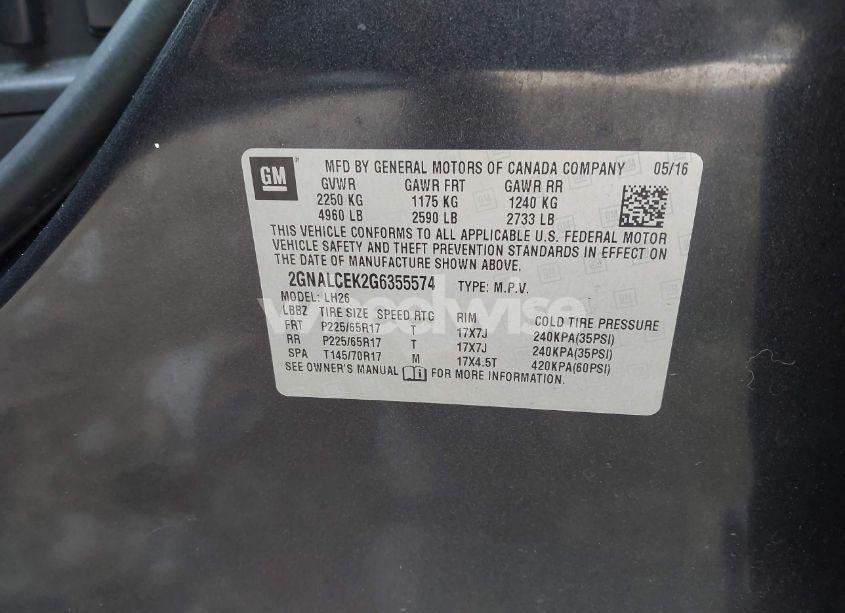 GM
MFD BY GENERAL MOTORS OF CANADA COMPANY 05/16
GVWR GAWR FRT GAWR RR
2250 KG 1175 KG 1240 KG
4960 LB 2590 LB 2733 LB
THIS VEHICLE CONFORMS TO ALL APPLICABLE U.S. FEDERAL MOTOR
VEHICLE SAFETY AND THEFT PREVENTION STANDARDS IN EFFECT ON
THE DATE OF MANUFACTURE SHOWN ABOVE.
2GNALCEK2G6355574 TYPE: M.P.V.
MODEL: LH26
LBBZ TIRE SIZE SPEED RTG RIM COLD TIRE PRESSURE
FRT P225/65R17 T 17X7J 240KPA(35PSI)
RR P225/65R17 T 17X7J 240KPA(35PSI)
SPA T145/70R17 M 17X4.5T 420KPA(60PSI)
SEE OWNER'S MANUAL FOR MORE INFORMATION.
wheelwise